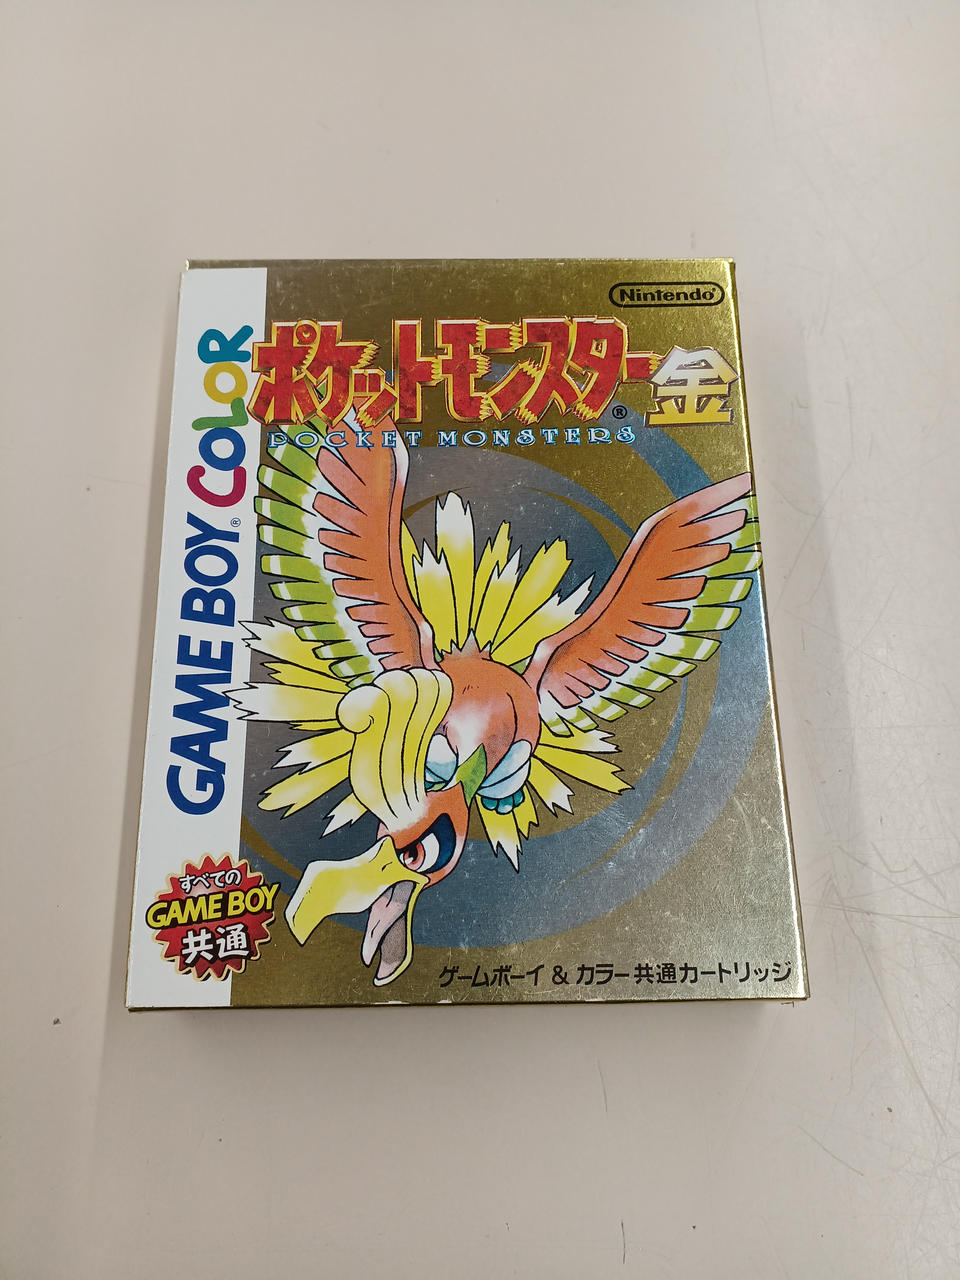 Nintendo®
ポケットモンスター金
®
POCKET MONSTERS
GAME BOY® COLOR
すべての
GAME BOY
共通
ゲームボーイ & カラー共通カートリッジ